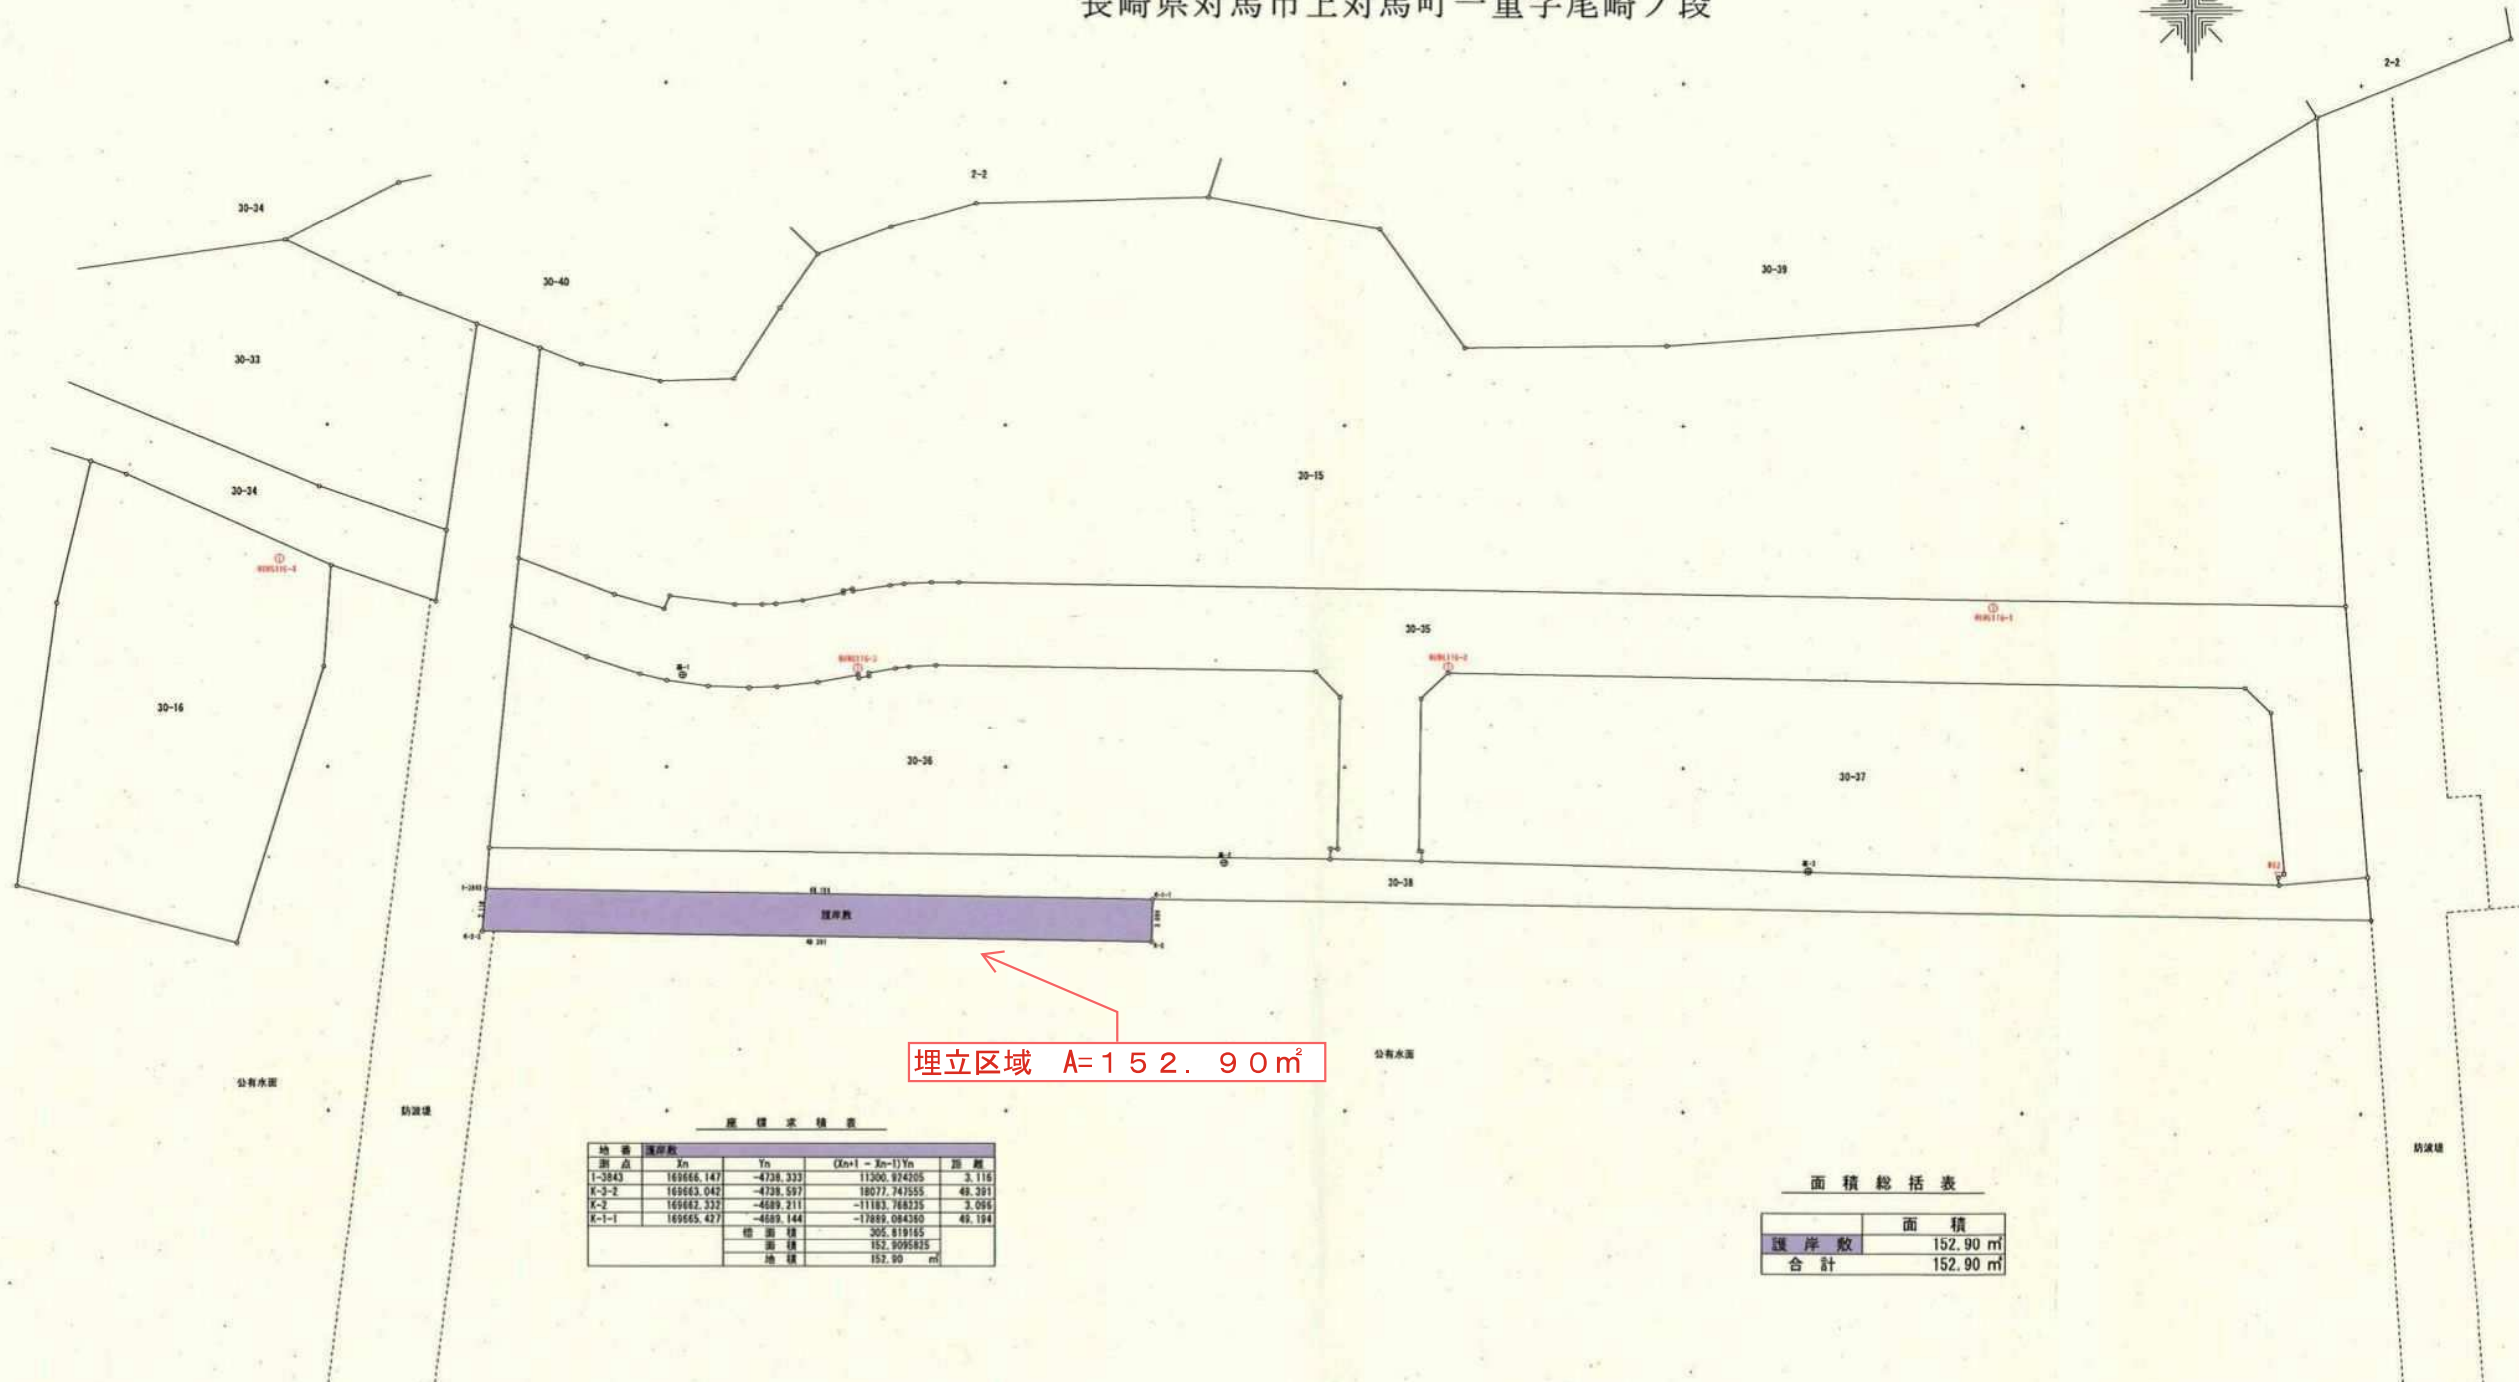 長崎県対馬市上対馬町一重字尾崎ノ段
2-2
2-2
30-34
30-40
30-39
30-33
30-15
30-34
30-35
30-16
30-36
30-37
30-38
護岸敷
K-1-1
K-2
埋立区域 A=152.90㎡
公有水面
公有水面
防波堤
防波堤
座標求積表
地番 護岸敷
測点 Xn Yn (Xn+1 - Xn-1)Yn 距離
I-3843 169666.147 -4738.333 11300.924205 3.116
K-3-2 169663.042 -4738.597 18077.747555 49.391
K-2 169662.332 -4689.211 -11183.768235 3.096
K-1-1 169665.427 -4689.144 -17889.084360 49.194
倍面積 305.819165
面積 152.9095825
地積 152.90 ㎡
面積総括表
面積
護岸敷 152.90 ㎡
合計 152.90 ㎡